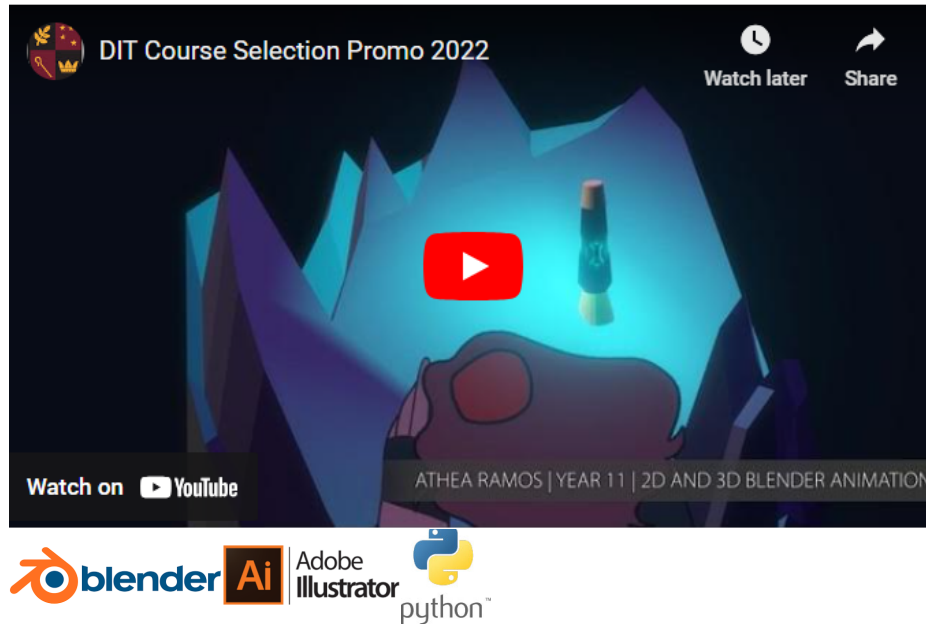 DIT Course Selection Promo 2022
Watch later
Share
ATHEA RAMOS | YEAR 11 | 2D AND 3D BLENDER ANIMATION
Watch on YouTube
blender
Ai
Adobe
Illustrator
python™